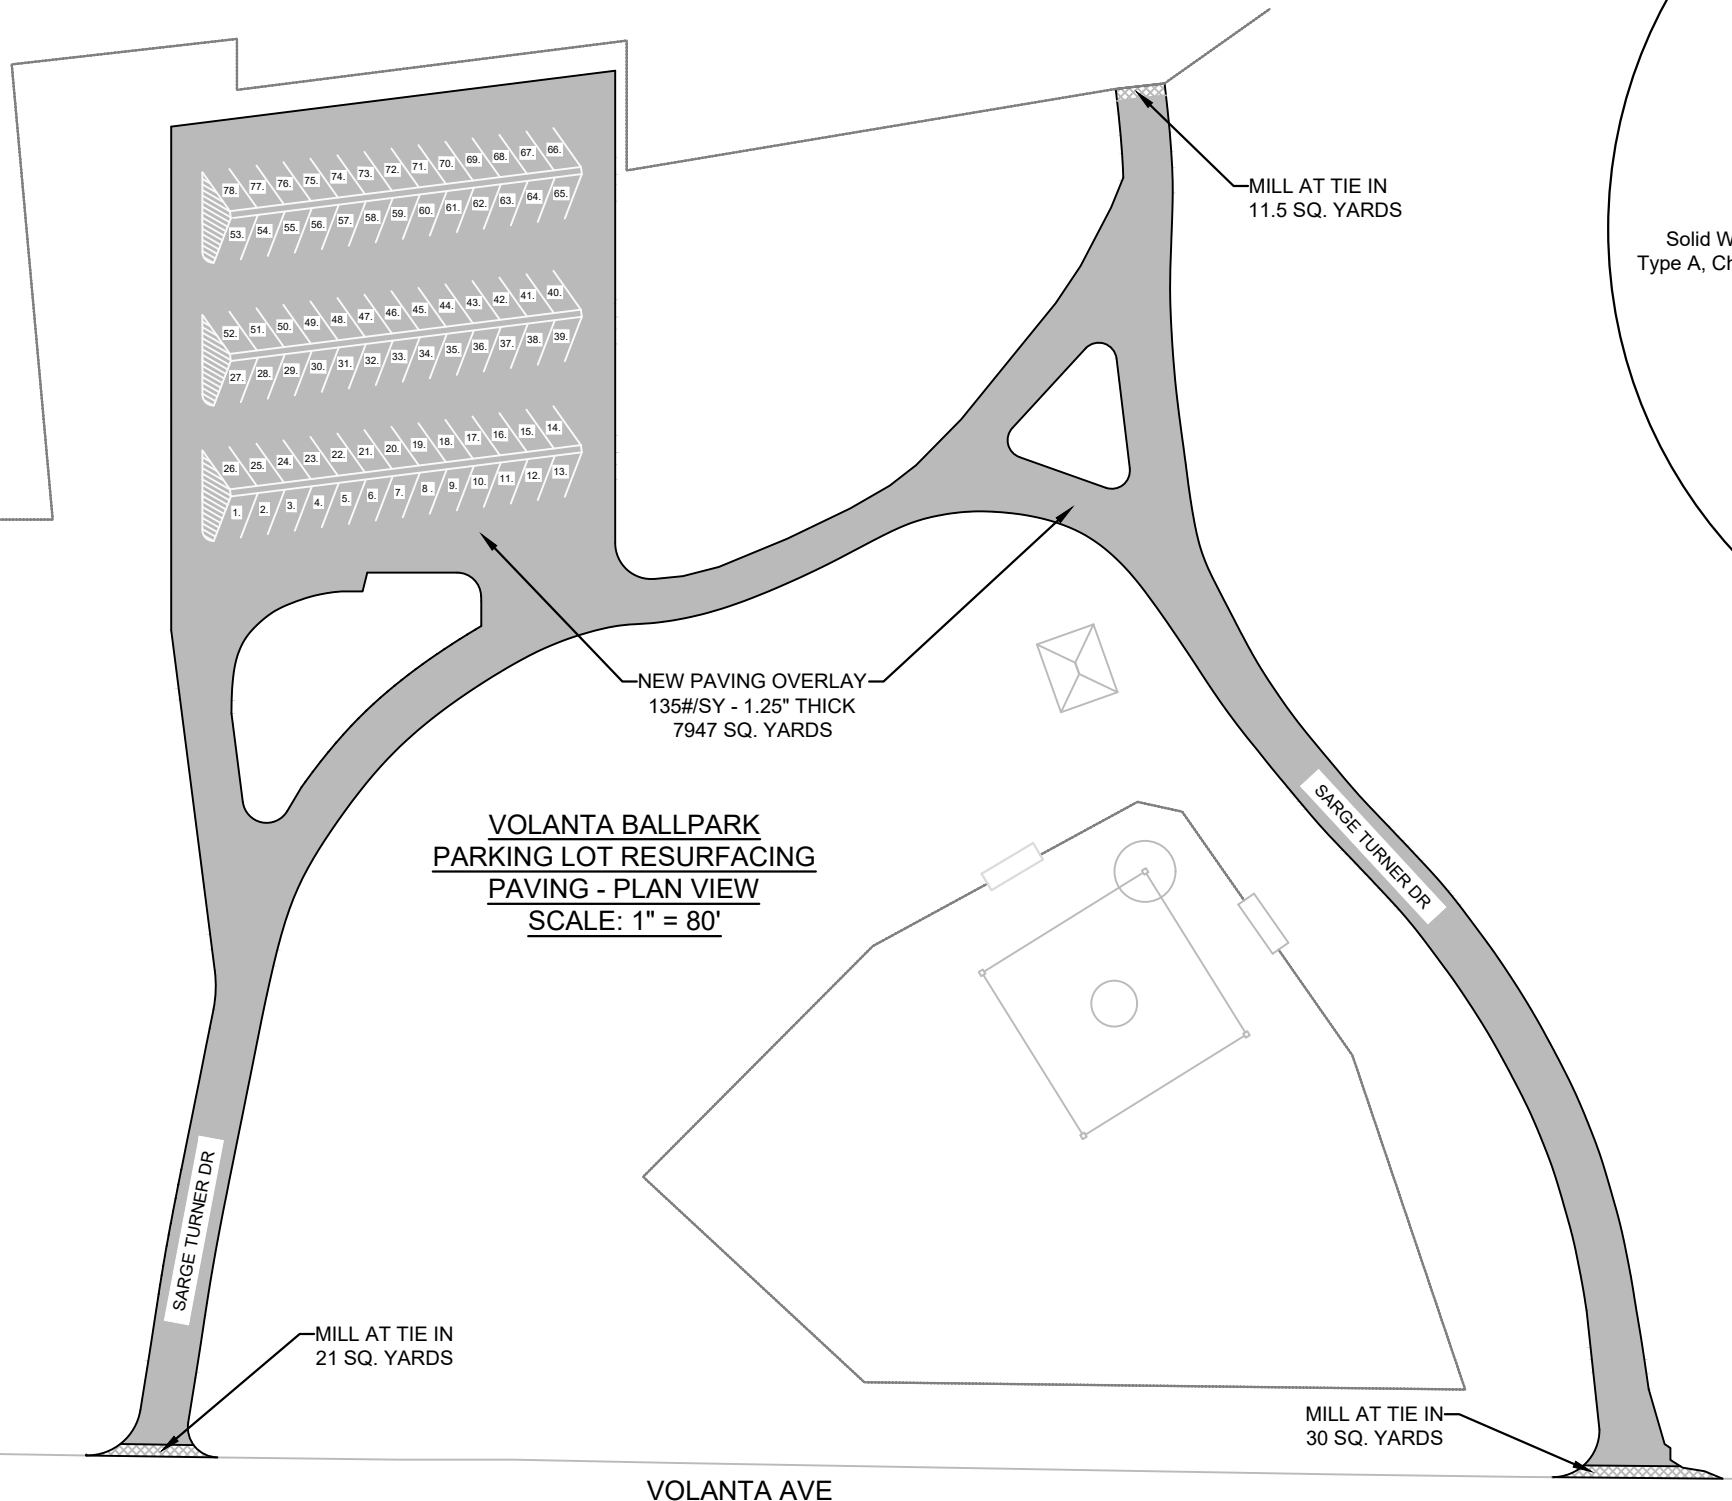 78. 77. 76. 75. 74. 73. 72. 71. 70. 69. 68. 67. 66.
53. 54. 55. 56. 57. 58. 59. 60. 61. 62. 63. 64. 65.
52. 51. 50. 49. 48. 47. 46. 45. 44. 43. 42. 41. 40.
27. 28. 29. 30. 31. 32. 33. 34. 35. 36. 37. 38. 39.
26. 25. 24. 23. 22. 21. 20. 19. 18. 17. 16. 15. 14.
1. 2. 3. 4. 5. 6. 7. 8. 9. 10. 11. 12. 13.
MILL AT TIE IN
11.5 SQ. YARDS
Solid W
Type A, Ch
NEW PAVING OVERLAY
135#/SY - 1.25" THICK
7947 SQ. YARDS
VOLANTA BALLPARK
PARKING LOT RESURFACING
PAVING - PLAN VIEW
SCALE: 1" = 80'
SARGE TURNER DR
SARGE TURNER DR
MILL AT TIE IN
21 SQ. YARDS
MILL AT TIE IN
30 SQ. YARDS
VOLANTA AVE